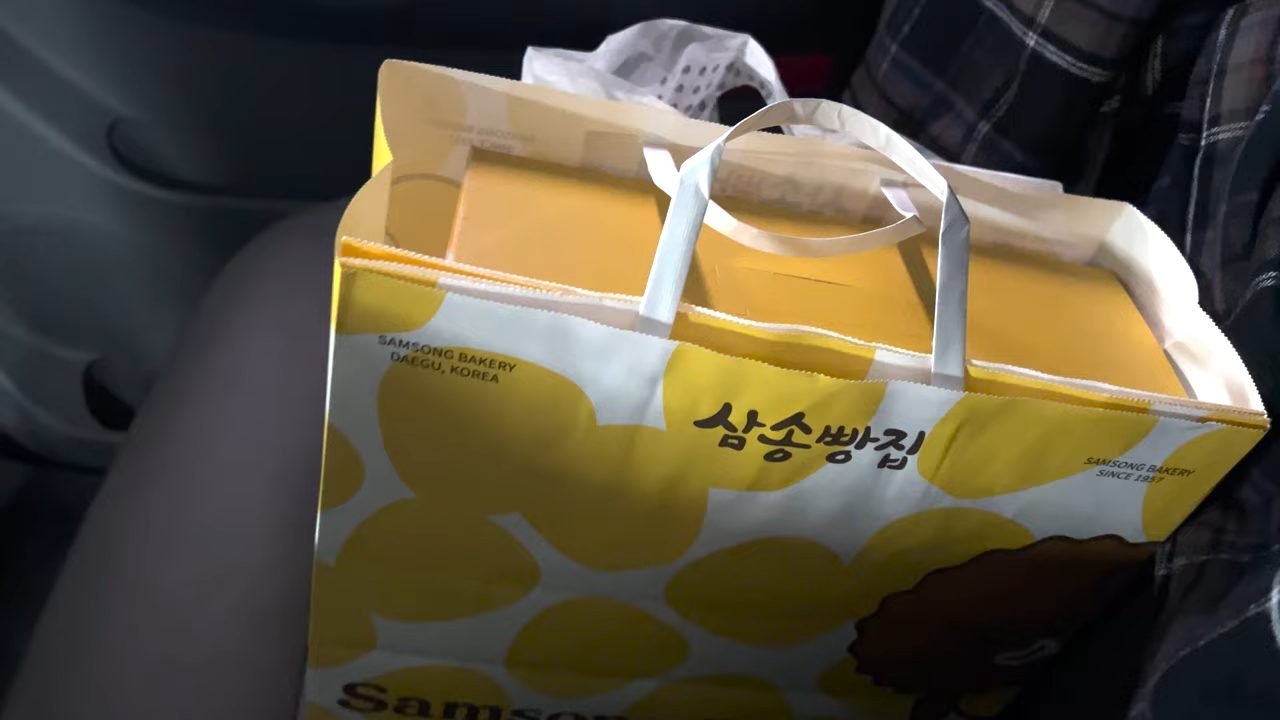 SAMSONG BAKERY
DAEGU, KOREA
삼송빵집
SAMSONG BAKERY
SINCE 1957